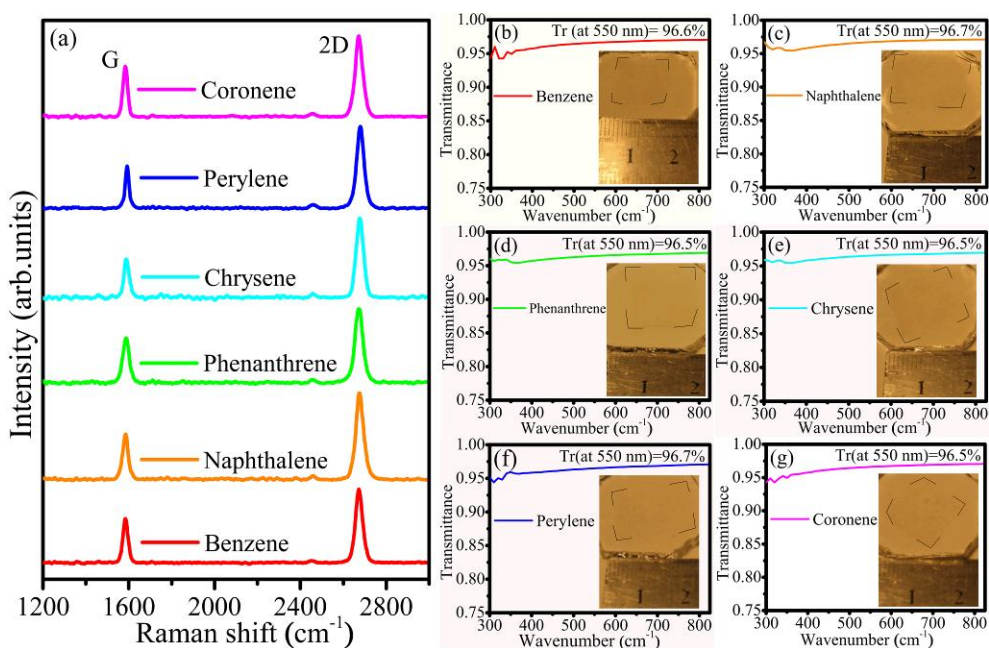 (a)
G
2D
Coronene
Perylene
Chrysene
Phenanthrene
Naphthalene
Benzene
Intensity (arb.units)
1200 1600 2000 2400 2800
Raman shift (cm⁻¹)
(b)
Tr(at 550 nm)= 96.6%
1.00
0.95
0.90
0.85
0.80
0.75
Transmittance
Benzene
1 2
300 400 500 600 700 800
Wavenumber (cm⁻¹)
(c)
Tr(at 550 nm)=96.7%
1.00
0.95
0.90
0.85
0.80
0.75
Transmittance
Naphthalene
1 2
300 400 500 600 700 800
Wavenumber (cm⁻¹)
(d)
Tr(at 550 nm)=96.5%
1.00
0.95
0.90
0.85
0.80
0.75
Transmittance
Phenanthrene
1 2
300 400 500 600 700 800
Wavenumber (cm⁻¹)
(e)
Tr(at 550 nm)=96.5%
1.00
0.95
0.90
0.85
0.80
0.75
Transmittance
Chrysene
1 2
300 400 500 600 700 800
Wavenumber (cm⁻¹)
(f)
Tr(at 550 nm)=96.7%
1.00
0.95
0.90
0.85
0.80
0.75
Transmittance
Perylene
1 2
300 400 500 600 700 800
Wavenumber (cm⁻¹)
(g)
Tr(at 550 nm)=96.5%
1.00
0.95
0.90
0.85
0.80
0.75
Transmittance
Coronene
1 2
300 400 500 600 700 800
Wavenumber (cm⁻¹)